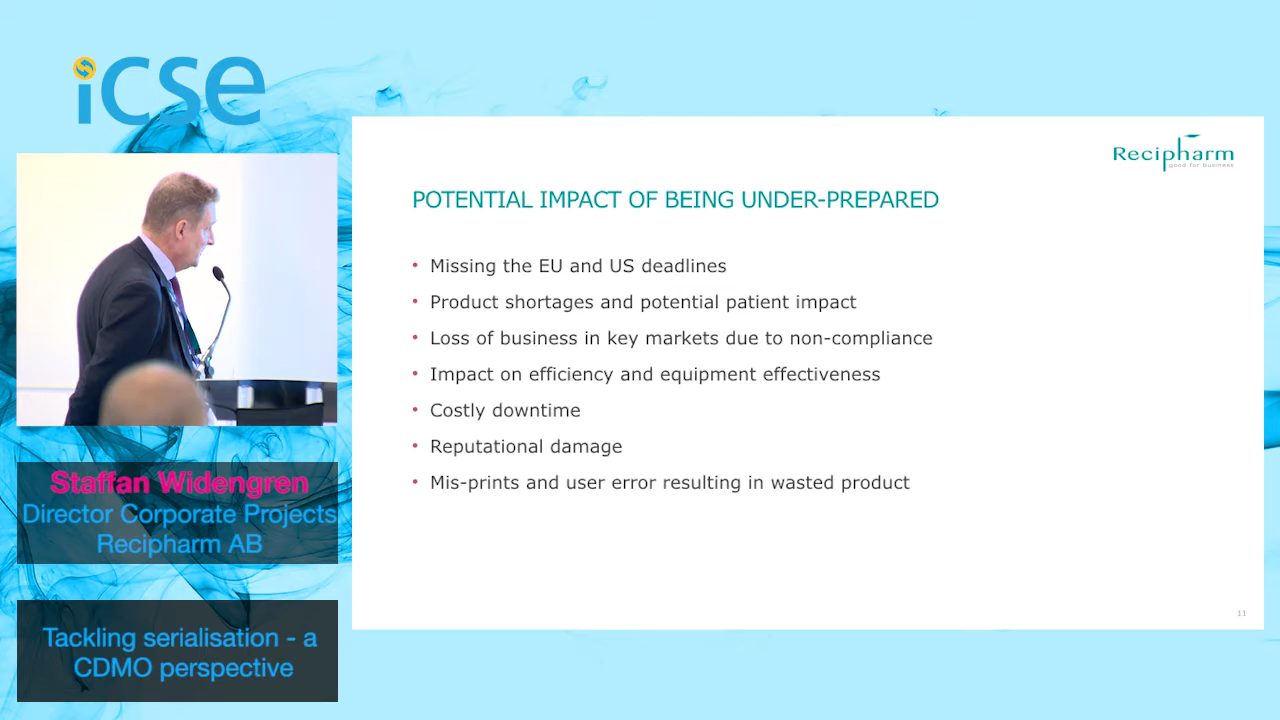 icse
Staffan Widengren
Director Corporate Projects
Recipharm AB
Tackling serialisation - a
CDMO perspective
Recipharm
good for business
POTENTIAL IMPACT OF BEING UNDER-PREPARED
• Missing the EU and US deadlines
• Product shortages and potential patient impact
• Loss of business in key markets due to non-compliance
• Impact on efficiency and equipment effectiveness
• Costly downtime
• Reputational damage
• Mis-prints and user error resulting in wasted product
11